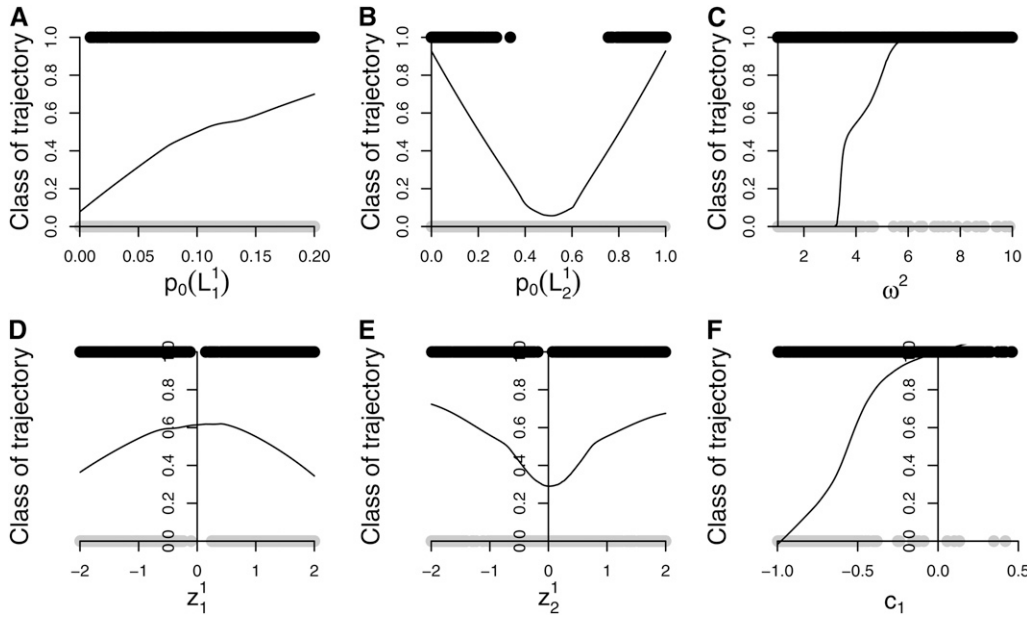 A
Class of trajectory
0.0 0.2 0.4 0.6 0.8 1.0
0.00 0.05 0.10 0.15 0.20
p₀(L₁¹)
B
Class of trajectory
0.0 0.2 0.4 0.6 0.8 1.0
0.0 0.2 0.4 0.6 0.8 1.0
p₀(L₂¹)
C
Class of trajectory
0.0 0.2 0.4 0.6 0.8 1.0
2 4 6 8 10
ω²
D
Class of trajectory
0.0 0.2 0.4 0.6 0.8
−2 −1 0 1 2
z₁¹
E
Class of trajectory
0.0 0.2 0.4 0.6 0.8
−2 −1 0 1 2
z₂¹
F
Class of trajectory
0.0 0.2 0.4 0.6 0.8
−1.0 −0.5 0.0 0.5
c₁